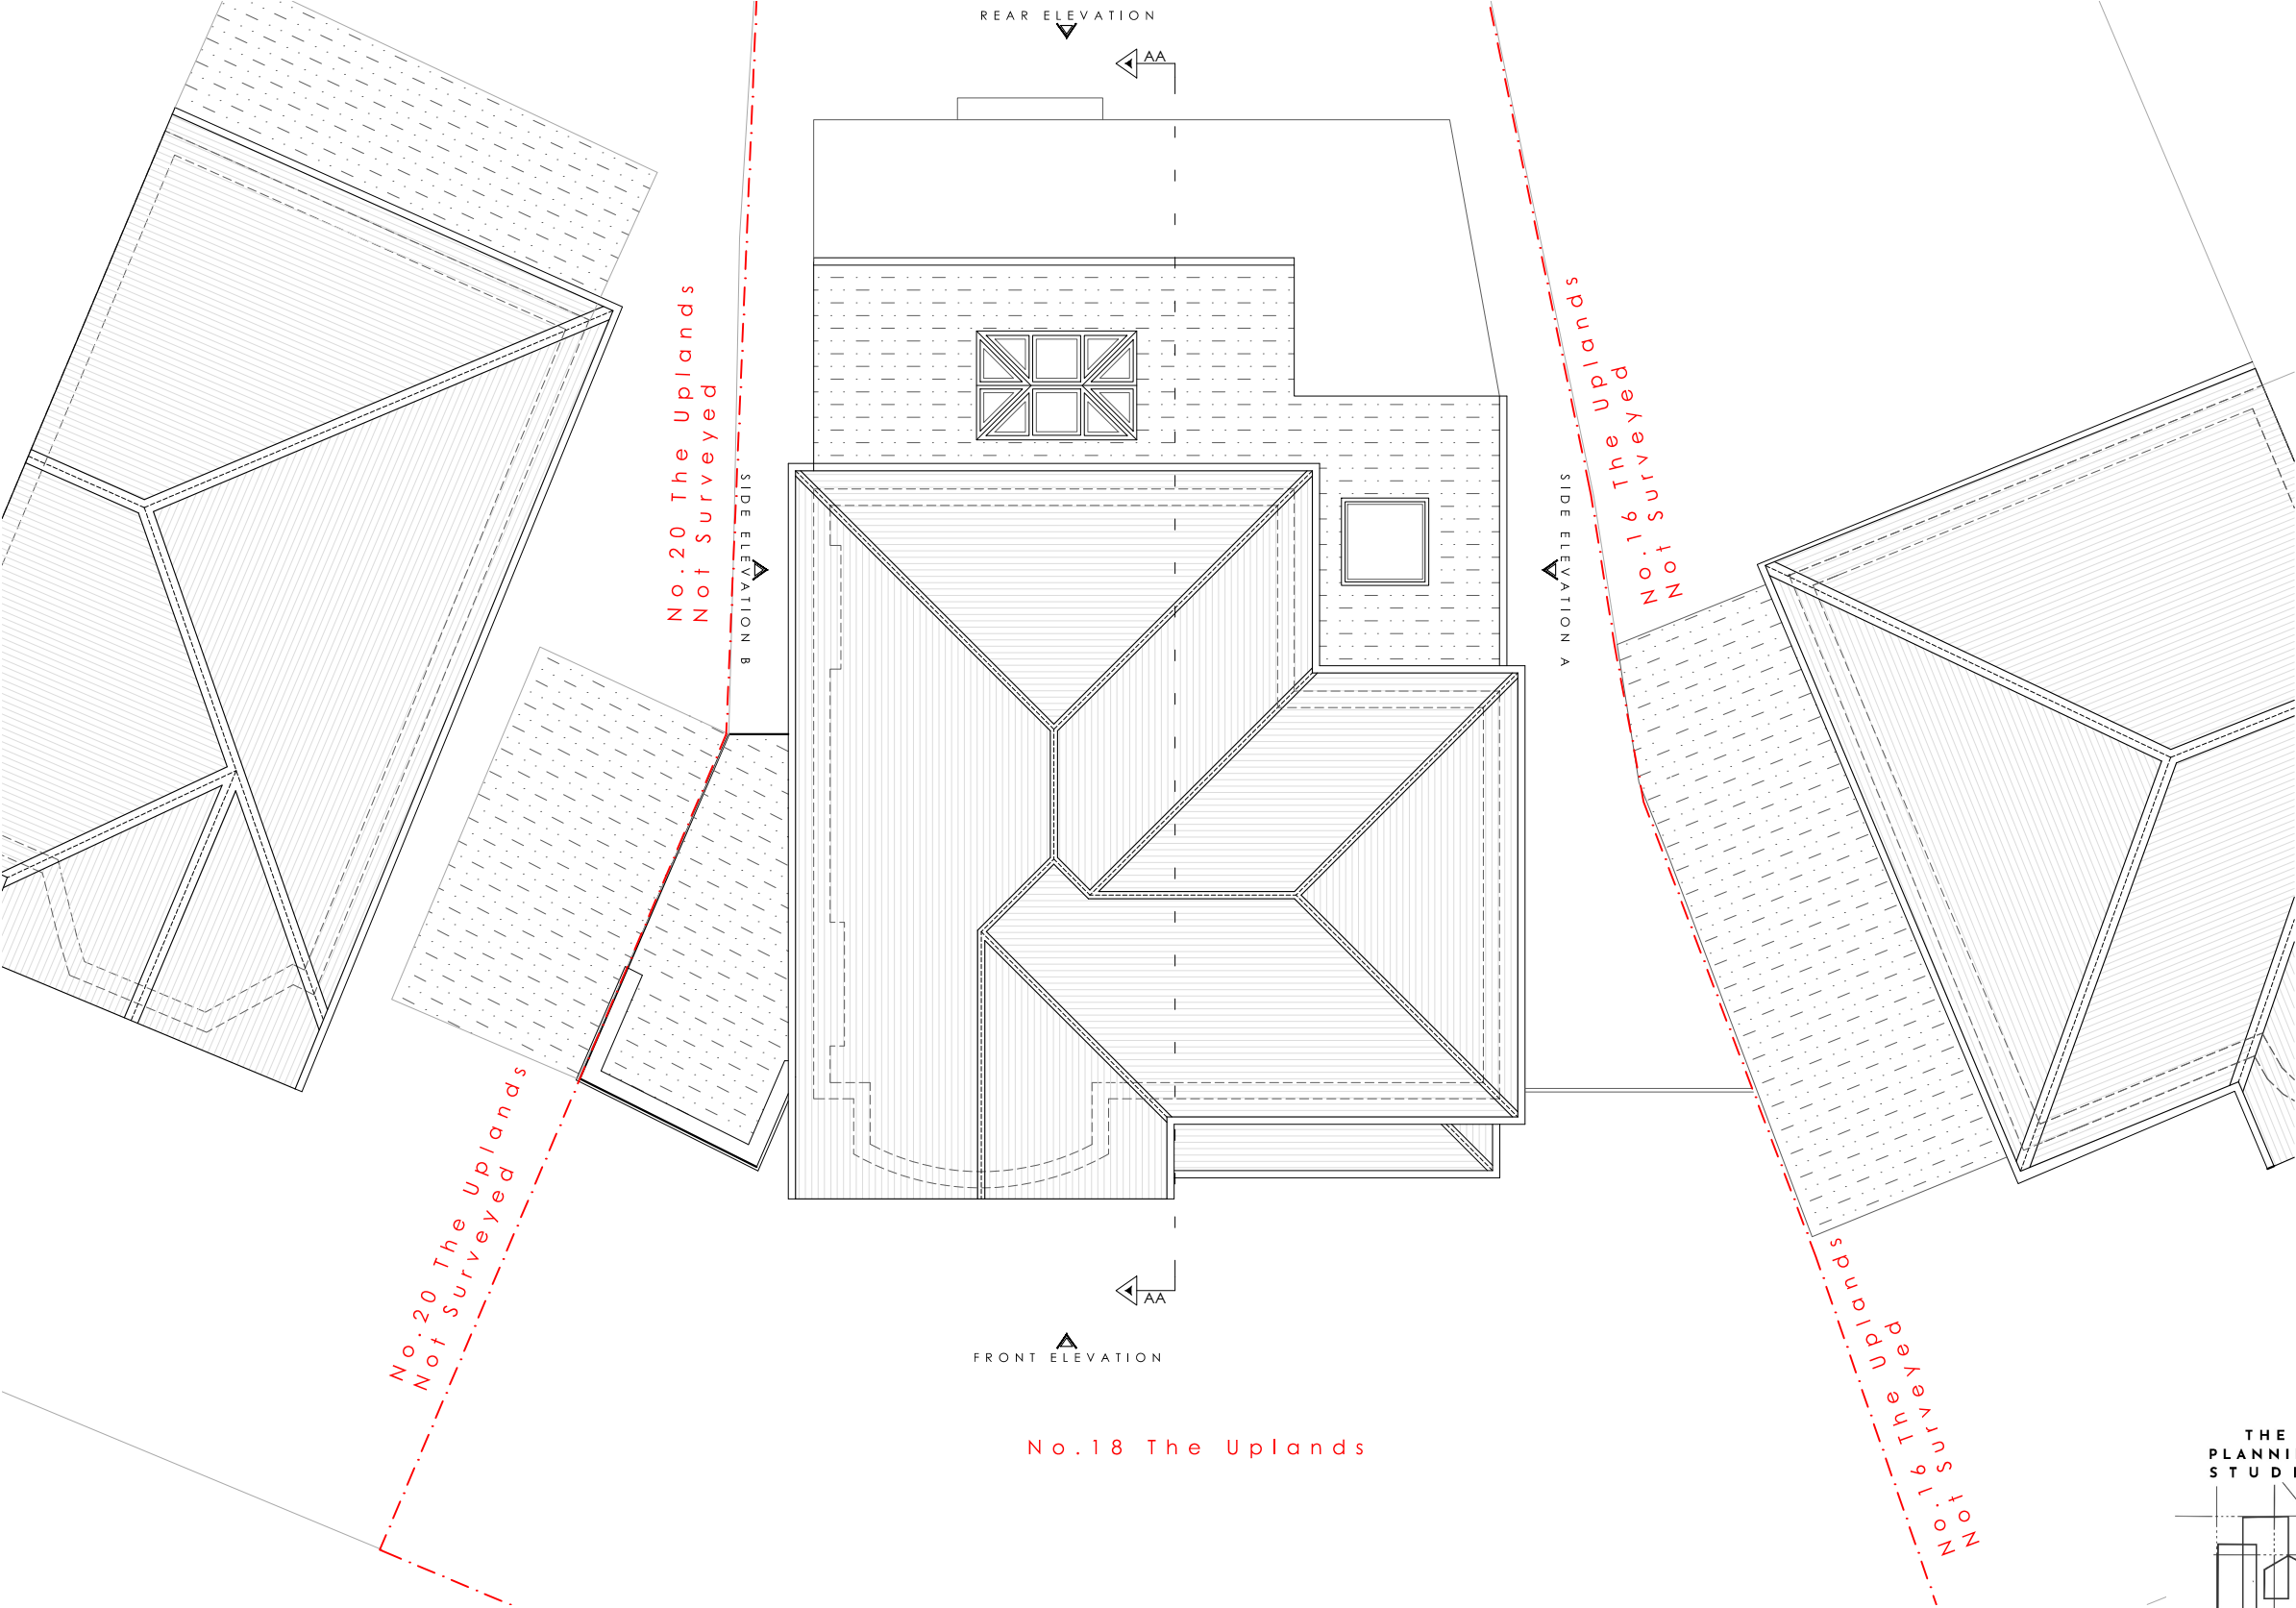 REAR ELEVATION
AA
No.20 The Uplands
Not Surveyed
SIDE ELEVATION B
SIDE ELEVATION A
No.16 The Uplands
Not Surveyed
No.20 The Uplands
Not Surveyed
AA
FRONT ELEVATION
No.18 The Uplands
No.16 The Uplands
Not Surveyed
THE
PLANNI
STUD